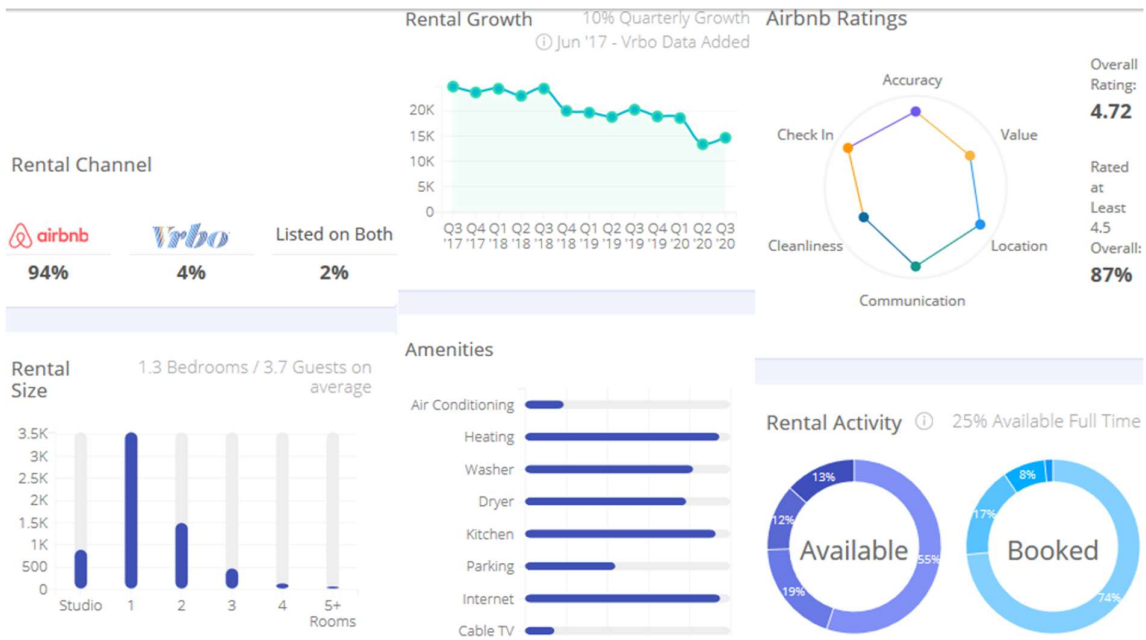 Rental Channel
airbnb
Vrbo
Listed on Both
94%
4%
2%
Rental Size
1.3 Bedrooms / 3.7 Guests on average
3.5K
3K
2.5K
2K
1.5K
1K
500
0
Studio
1
2
3
4
5+ Rooms
Rental Growth
10% Quarterly Growth
Jun '17 - Vrbo Data Added
20K
15K
10K
5K
0
Q3 '17
Q4 '17
Q1 '18
Q2 '18
Q3 '18
Q4 '18
Q1 '19
Q2 '19
Q3 '19
Q4 '19
Q1 '20
Q2 '20
Q3 '20
Amenities
Air Conditioning
Heating
Washer
Dryer
Kitchen
Parking
Internet
Cable TV
Airbnb Ratings
Accuracy
Value
Location
Communication
Cleanliness
Check In
Overall Rating:
4.72
Rated at Least 4.5 Overall:
87%
Rental Activity
25% Available Full Time
13%
12%
19%
55%
Available
8%
17%
74%
Booked